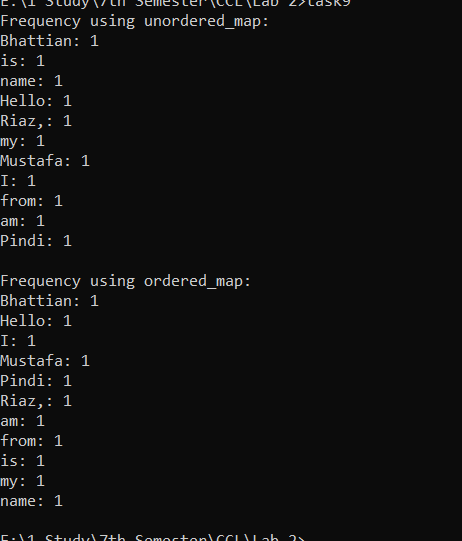 E:\1 Study\7th Semester\CCL\Lab 2>task9
Frequency using unordered_map:
Bhattian: 1
is: 1
name: 1
Hello: 1
Riaz,: 1
my: 1
Mustafa: 1
I: 1
from: 1
am: 1
Pindi: 1
Frequency using ordered_map:
Bhattian: 1
Hello: 1
I: 1
Mustafa: 1
Pindi: 1
Riaz,: 1
am: 1
from: 1
is: 1
my: 1
name: 1
E:\1 Study\7th Semester\CCL\Lab 2>